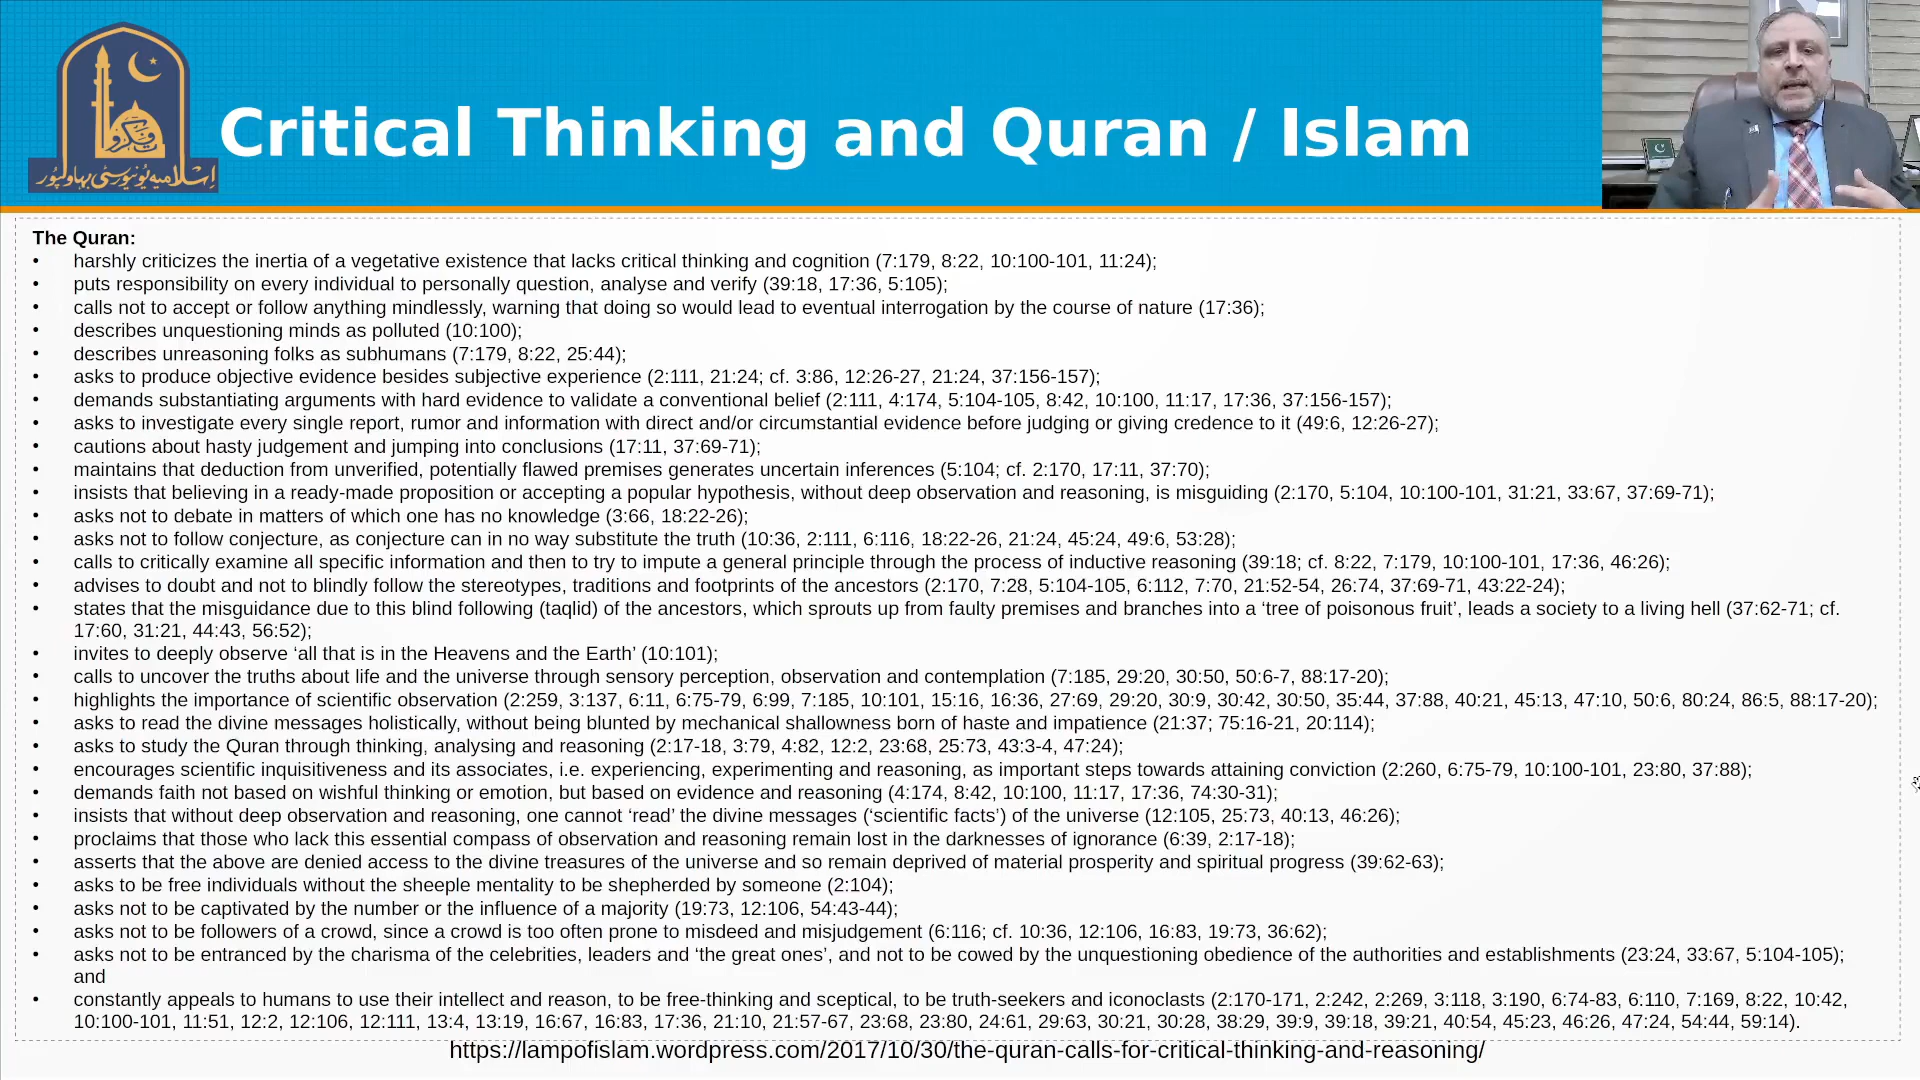 Critical Thinking and Quran / Islam
اسلامیہ یونیورسٹی بہاولپور
The Quran:
• harshly criticizes the inertia of a vegetative existence that lacks critical thinking and cognition (7:179, 8:22, 10:100-101, 11:24);
• puts responsibility on every individual to personally question, analyse and verify (39:18, 17:36, 5:105);
• calls not to accept or follow anything mindlessly, warning that doing so would lead to eventual interrogation by the course of nature (17:36);
• describes unquestioning minds as polluted (10:100);
• describes unreasoning folks as subhumans (7:179, 8:22, 25:44);
• asks to produce objective evidence besides subjective experience (2:111, 21:24; cf. 3:86, 12:26-27, 21:24, 37:156-157);
• demands substantiating arguments with hard evidence to validate a conventional belief (2:111, 4:174, 5:104-105, 8:42, 10:100, 11:17, 17:36, 37:156-157);
• asks to investigate every single report, rumor and information with direct and/or circumstantial evidence before judging or giving credence to it (49:6, 12:26-27);
• cautions about hasty judgement and jumping into conclusions (17:11, 37:69-71);
• maintains that deduction from unverified, potentially flawed premises generates uncertain inferences (5:104; cf. 2:170, 17:11, 37:70);
• insists that believing in a ready-made proposition or accepting a popular hypothesis, without deep observation and reasoning, is misguiding (2:170, 5:104, 10:100-101, 31:21, 33:67, 37:69-71);
• asks not to debate in matters of which one has no knowledge (3:66, 18:22-26);
• asks not to follow conjecture, as conjecture can in no way substitute the truth (10:36, 2:111, 6:116, 18:22-26, 21:24, 45:24, 49:6, 53:28);
• calls to critically examine all specific information and then to try to impute a general principle through the process of inductive reasoning (39:18; cf. 8:22, 7:179, 10:100-101, 17:36, 46:26);
• advises to doubt and not to blindly follow the stereotypes, traditions and footprints of the ancestors (2:170, 7:28, 5:104-105, 6:112, 7:70, 21:52-54, 26:74, 37:69-71, 43:22-24);
• states that the misguidance due to this blind following (taqlid) of the ancestors, which sprouts up from faulty premises and branches into a ‘tree of poisonous fruit’, leads a society to a living hell (37:62-71; cf.
17:60, 31:21, 44:43, 56:52);
• invites to deeply observe ‘all that is in the Heavens and the Earth’ (10:101);
• calls to uncover the truths about life and the universe through sensory perception, observation and contemplation (7:185, 29:20, 30:50, 50:6-7, 88:17-20);
• highlights the importance of scientific observation (2:259, 3:137, 6:11, 6:75-79, 6:99, 7:185, 10:101, 15:16, 16:36, 27:69, 29:20, 30:9, 30:42, 30:50, 35:44, 37:88, 40:21, 45:13, 47:10, 50:6, 80:24, 86:5, 88:17-20);
• asks to read the divine messages holistically, without being blunted by mechanical shallowness born of haste and impatience (21:37; 75:16-21, 20:114);
• asks to study the Quran through thinking, analysing and reasoning (2:17-18, 3:79, 4:82, 12:2, 23:68, 25:73, 43:3-4, 47:24);
• encourages scientific inquisitiveness and its associates, i.e. experiencing, experimenting and reasoning, as important steps towards attaining conviction (2:260, 6:75-79, 10:100-101, 23:80, 37:88);
• demands faith not based on wishful thinking or emotion, but based on evidence and reasoning (4:174, 8:42, 10:100, 11:17, 17:36, 74:30-31);
• insists that without deep observation and reasoning, one cannot ‘read’ the divine messages (‘scientific facts’) of the universe (12:105, 25:73, 40:13, 46:26);
• proclaims that those who lack this essential compass of observation and reasoning remain lost in the darknesses of ignorance (6:39, 2:17-18);
• asserts that the above are denied access to the divine treasures of the universe and so remain deprived of material prosperity and spiritual progress (39:62-63);
• asks to be free individuals without the sheeple mentality to be shepherded by someone (2:104);
• asks not to be captivated by the number or the influence of a majority (19:73, 12:106, 54:43-44);
• asks not to be followers of a crowd, since a crowd is too often prone to misdeed and misjudgement (6:116; cf. 10:36, 12:106, 16:83, 19:73, 36:62);
• asks not to be entranced by the charisma of the celebrities, leaders and ‘the great ones’, and not to be cowed by the unquestioning obedience of the authorities and establishments (23:24, 33:67, 5:104-105);
and
• constantly appeals to humans to use their intellect and reason, to be free-thinking and sceptical, to be truth-seekers and iconoclasts (2:170-171, 2:242, 2:269, 3:118, 3:190, 6:74-83, 6:110, 7:169, 8:22, 10:42,
10:100-101, 11:51, 12:2, 12:106, 12:111, 13:4, 13:19, 16:67, 16:83, 17:36, 21:10, 21:57-67, 23:68, 23:80, 24:61, 29:63, 30:21, 30:28, 38:29, 39:9, 39:18, 39:21, 40:54, 45:23, 46:26, 47:24, 54:44, 59:14).
https://lampofislam.wordpress.com/2017/10/30/the-quran-calls-for-critical-thinking-and-reasoning/